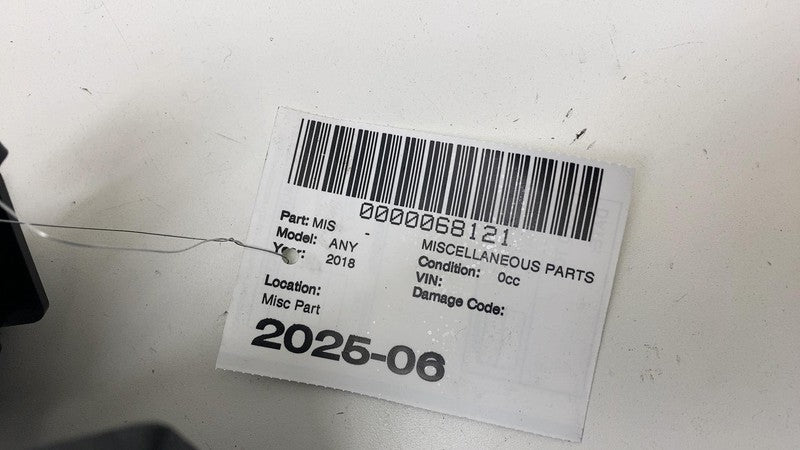 0000068121
Part: MIS - MISCELLANEOUS PARTS
Model: ANY Condition: 0cc
Year: 2018 VIN:
Damage Code:
Location:
Misc Part
2025-06